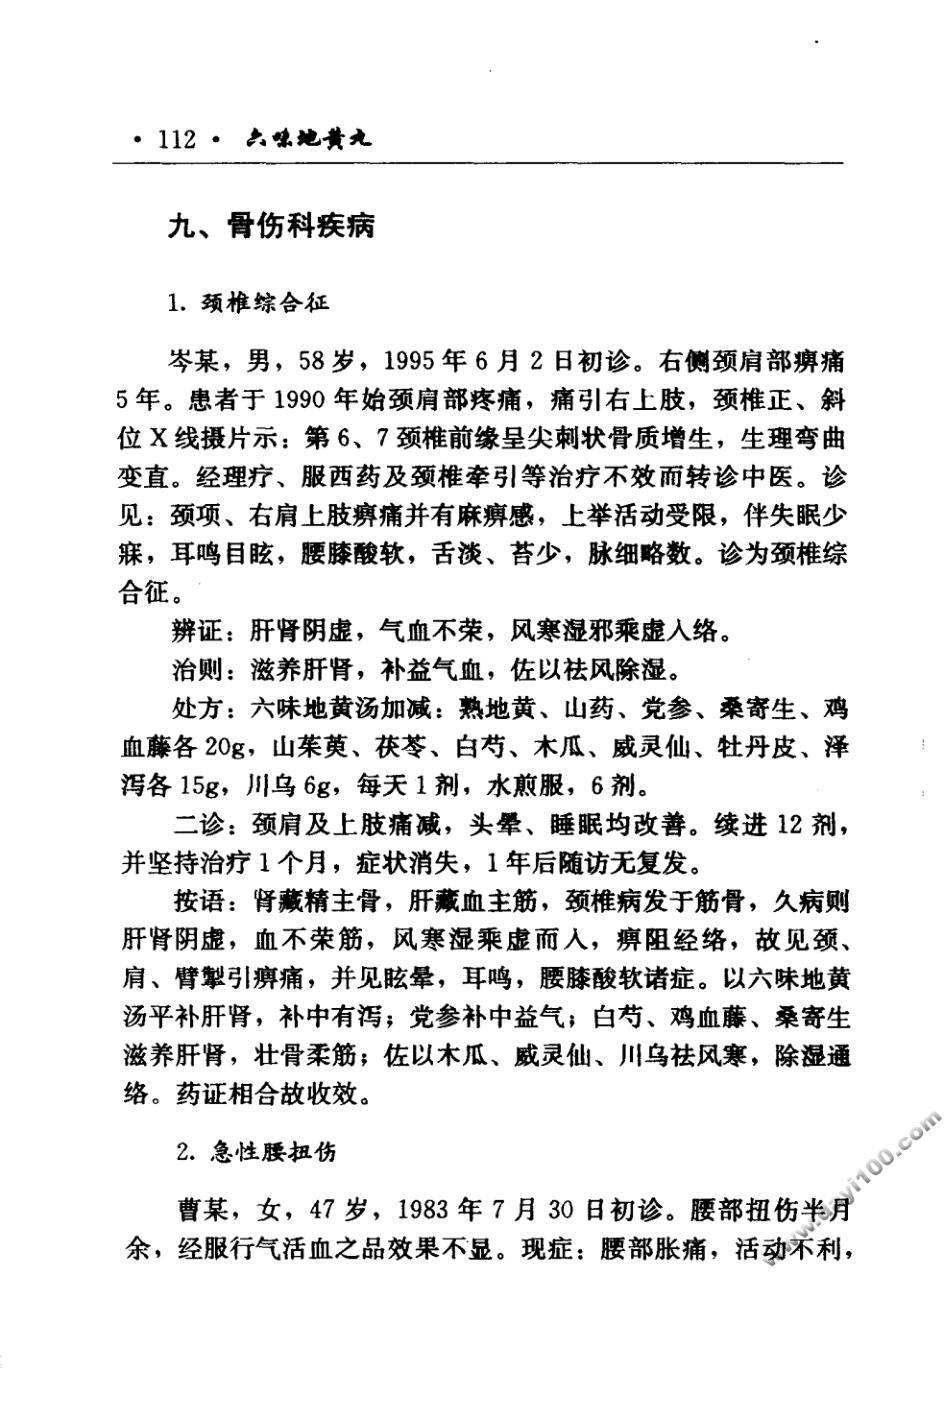 · 112 · 六味地黄丸
九、骨伤科疾病
1. 颈椎综合征
岑某，男，58 岁，1995 年 6 月 2 日初诊。右侧颈肩部痹痛
5 年。患者于 1990 年始颈肩部疼痛，痛引右上肢，颈椎正、斜
位 X 线摄片示：第 6、7 颈椎前缘呈尖刺状骨质增生，生理弯曲
变直。经理疗、服西药及颈椎牵引等治疗不效而转诊中医。诊
见：颈项、右肩上肢痹痛并有麻痹感，上举活动受限，伴失眠少
寐，耳鸣目眩，腰膝酸软，舌淡、苔少，脉细略数。诊为颈椎综
合征。
辨证：肝肾阴虚，气血不荣，风寒湿邪乘虚入络。
治则：滋养肝肾，补益气血，佐以祛风除湿。
处方：六味地黄汤加减：熟地黄、山药、党参、桑寄生、鸡
血藤各 20g，山茱萸、茯苓、白芍、木瓜、威灵仙、牡丹皮、泽
泻各 15g，川乌 6g，每天 1 剂，水煎服，6 剂。
二诊：颈肩及上肢痛减，头晕、睡眠均改善。续进 12 剂，
并坚持治疗 1 个月，症状消失，1 年后随访无复发。
按语：肾藏精主骨，肝藏血主筋，颈椎病发于筋骨，久病则
肝肾阴虚，血不荣筋，风寒湿乘虚而入，痹阻经络，故见颈、
肩、臂掣引痹痛，并见眩晕，耳鸣，腰膝酸软诸症。以六味地黄
汤平补肝肾，补中有泻；党参补中益气；白芍、鸡血藤、桑寄生
滋养肝肾，壮骨柔筋；佐以木瓜、威灵仙、川乌祛风寒，除湿通
络。药证相合故收效。
2. 急性腰扭伤
曹某，女，47 岁，1983 年 7 月 30 日初诊。腰部扭伤半月
余，经服行气活血之品效果不显。现症：腰部胀痛，活动不利，